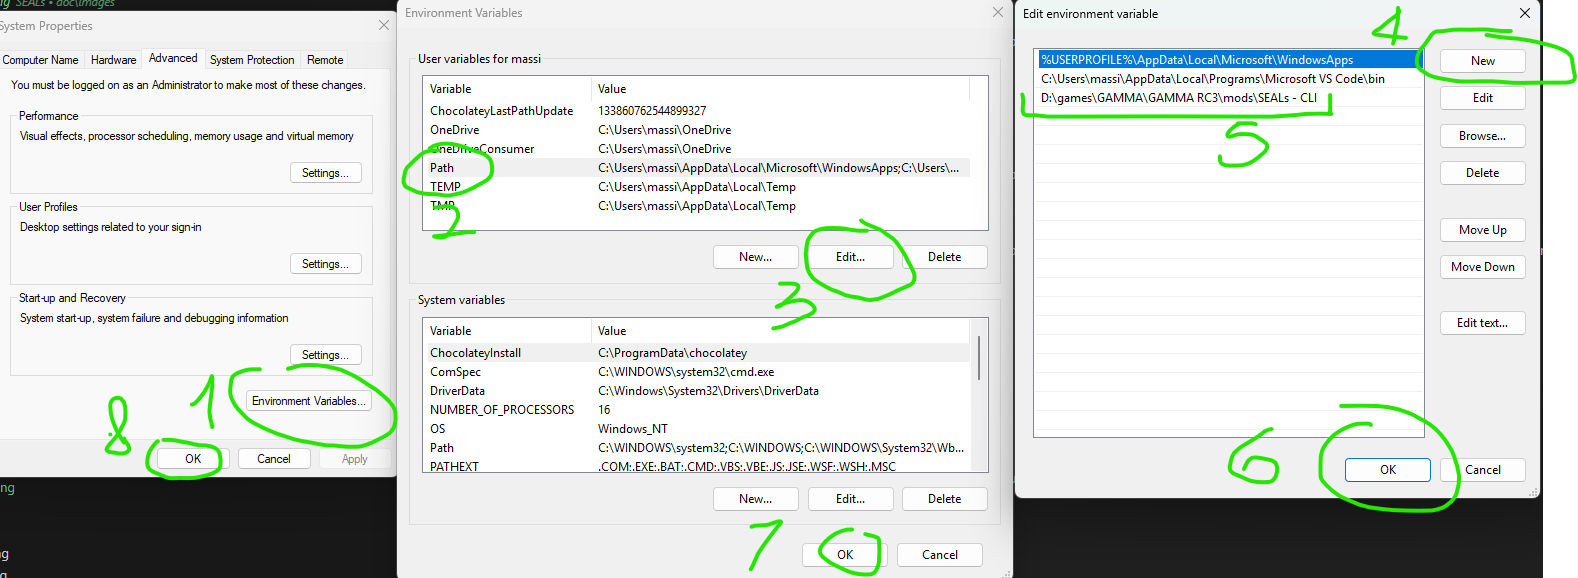 SEALs • doc\images
System Properties
Computer Name
Hardware
Advanced
System Protection
Remote
You must be logged on as an Administrator to make most of these changes.
Performance
Visual effects, processor scheduling, memory usage and virtual memory
Settings...
User Profiles
Desktop settings related to your sign-in
Settings...
Start-up and Recovery
System start-up, system failure and debugging information
Settings...
1
Environment Variables...
8
OK
Cancel
Apply
ng
ng
Environment Variables
User variables for massi
Variable Value
ChocolateyLastPathUpdate 133860762544899327
OneDrive C:\Users\massi\OneDrive
OneDriveConsumer C:\Users\massi\OneDrive
Path C:\Users\massi\AppData\Local\Microsoft\WindowsApps;C:\Users\...
TEMP C:\Users\massi\AppData\Local\Temp
TMP C:\Users\massi\AppData\Local\Temp
2
New...
Edit...
Delete
3
System variables
Variable Value
ChocolateyInstall C:\ProgramData\chocolatey
ComSpec C:\WINDOWS\system32\cmd.exe
DriverData C:\Windows\System32\Drivers\DriverData
NUMBER_OF_PROCESSORS 16
OS Windows_NT
Path C:\WINDOWS\system32;C:\WINDOWS;C:\WINDOWS\System32\Wb...
PATHEXT .COM;.EXE;.BAT;.CMD;.VBS;.VBE;.JS;.JSE;.WSF;.WSH;.MSC
New...
Edit...
Delete
7
OK
Cancel
Edit environment variable
4
%USERPROFILE%\AppData\Local\Microsoft\WindowsApps
C:\Users\massi\AppData\Local\Programs\Microsoft VS Code\bin
D:\games\GAMMA\GAMMA RC3\mods\SEALs - CLI
5
New
Edit
Browse...
Delete
Move Up
Move Down
Edit text...
6
OK
Cancel